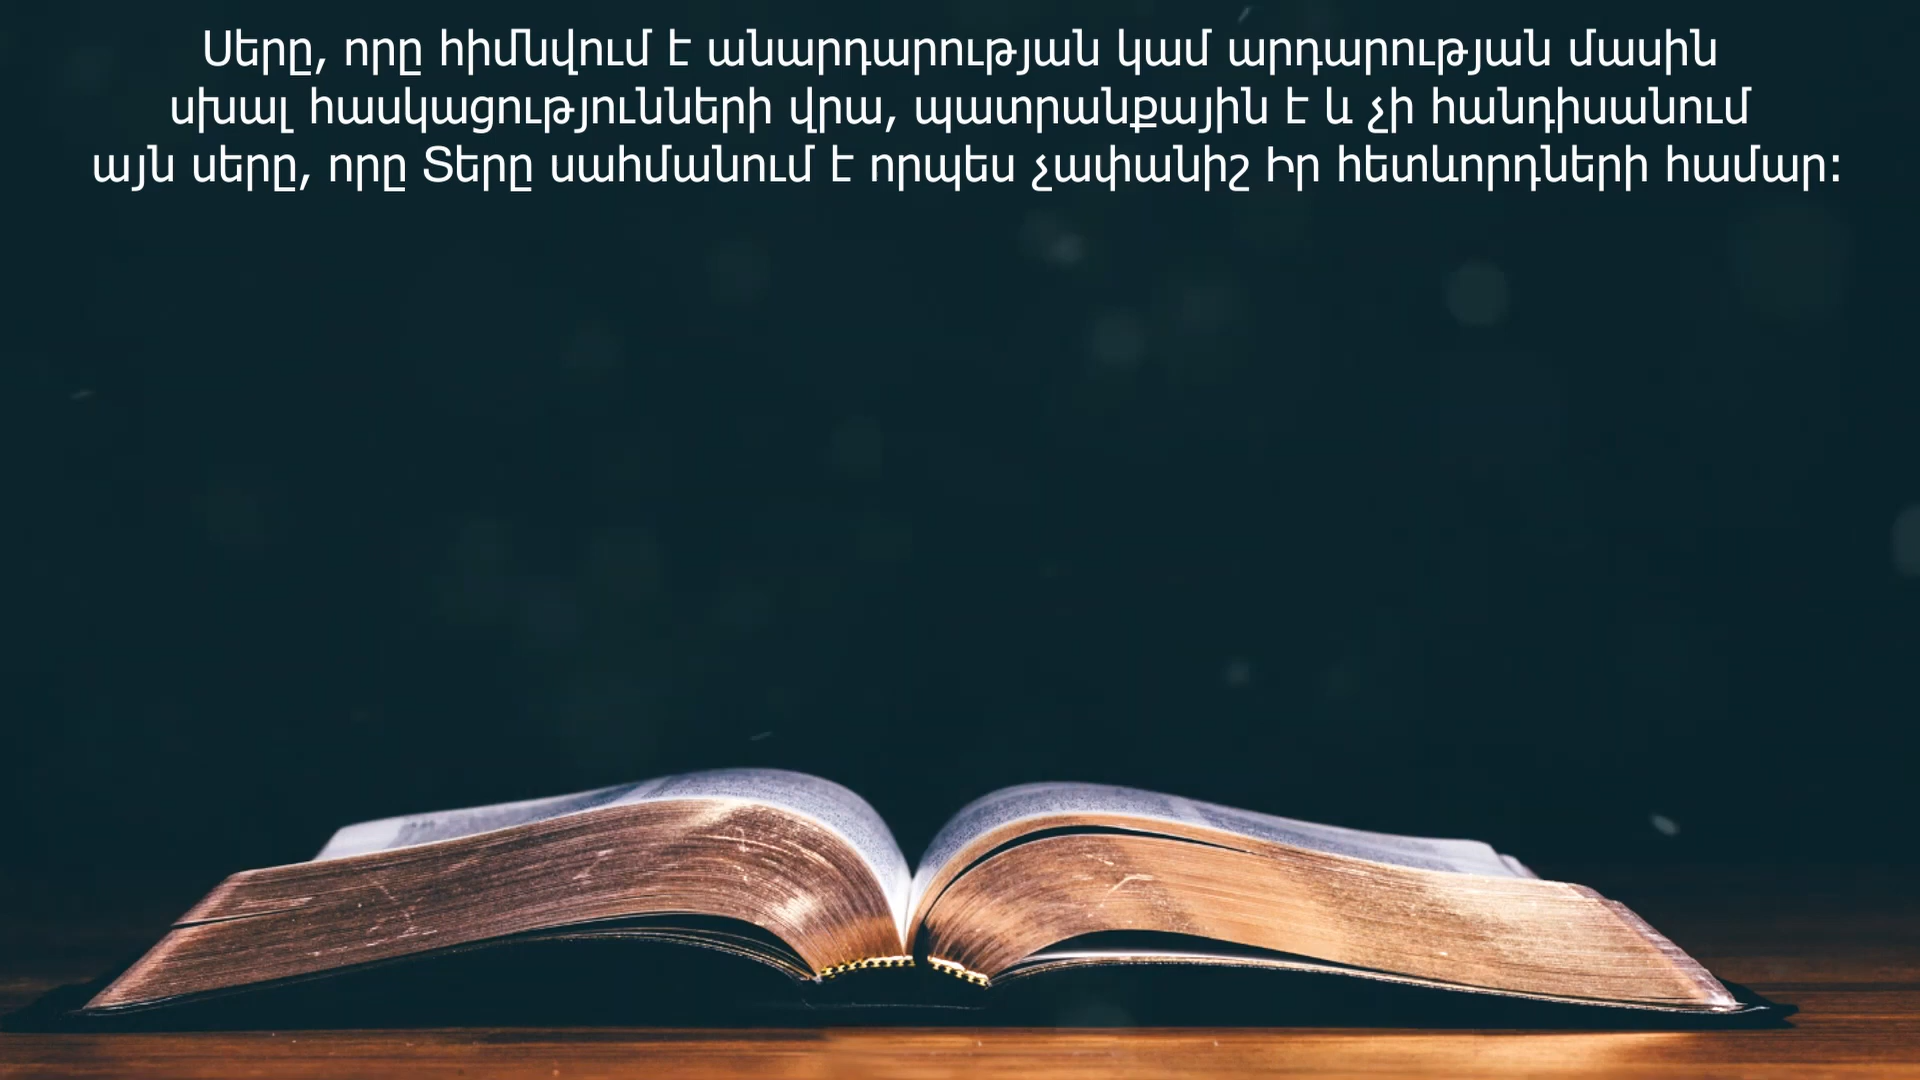 Սերը, որը հիմնվում է անարդարության կամ արդարության մասին
սխալ հասկացությունների վրա, պատրանքային է և չի հանդիսանում
այն սերը, որը Տերը սահմանում է որպես չափանիշ Իր հետևորդների համար: